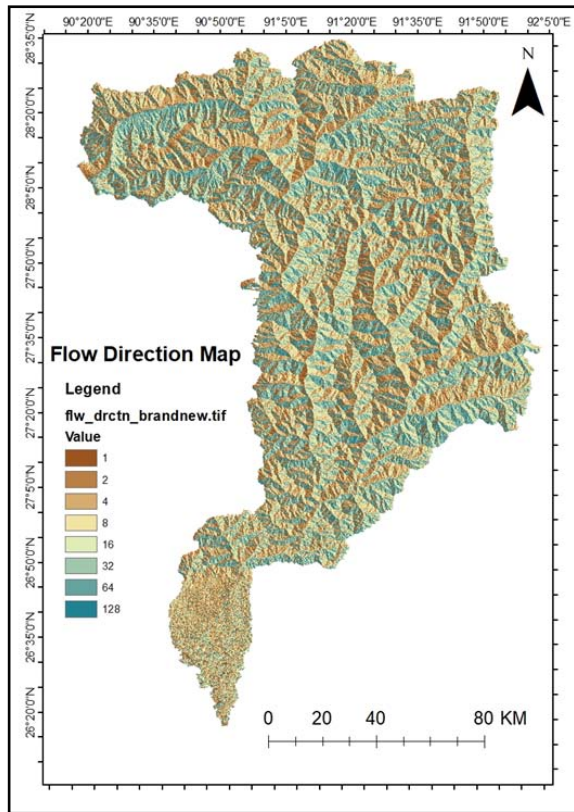 90°20'0"E 90°35'0"E 90°50'0"E 91°5'0"E 91°20'0"E 91°35'0"E 91°50'0"E 92°5'0"E
28°35'0"N
28°20'0"N
28°5'0"N
27°50'0"N
27°35'0"N
27°20'0"N
27°5'0"N
26°50'0"N
26°35'0"N
26°20'0"N
N
Flow Direction Map
Legend
flw_drctn_brandnew.tif
Value
1
2
4
8
16
32
64
128
0 20 40 80 KM